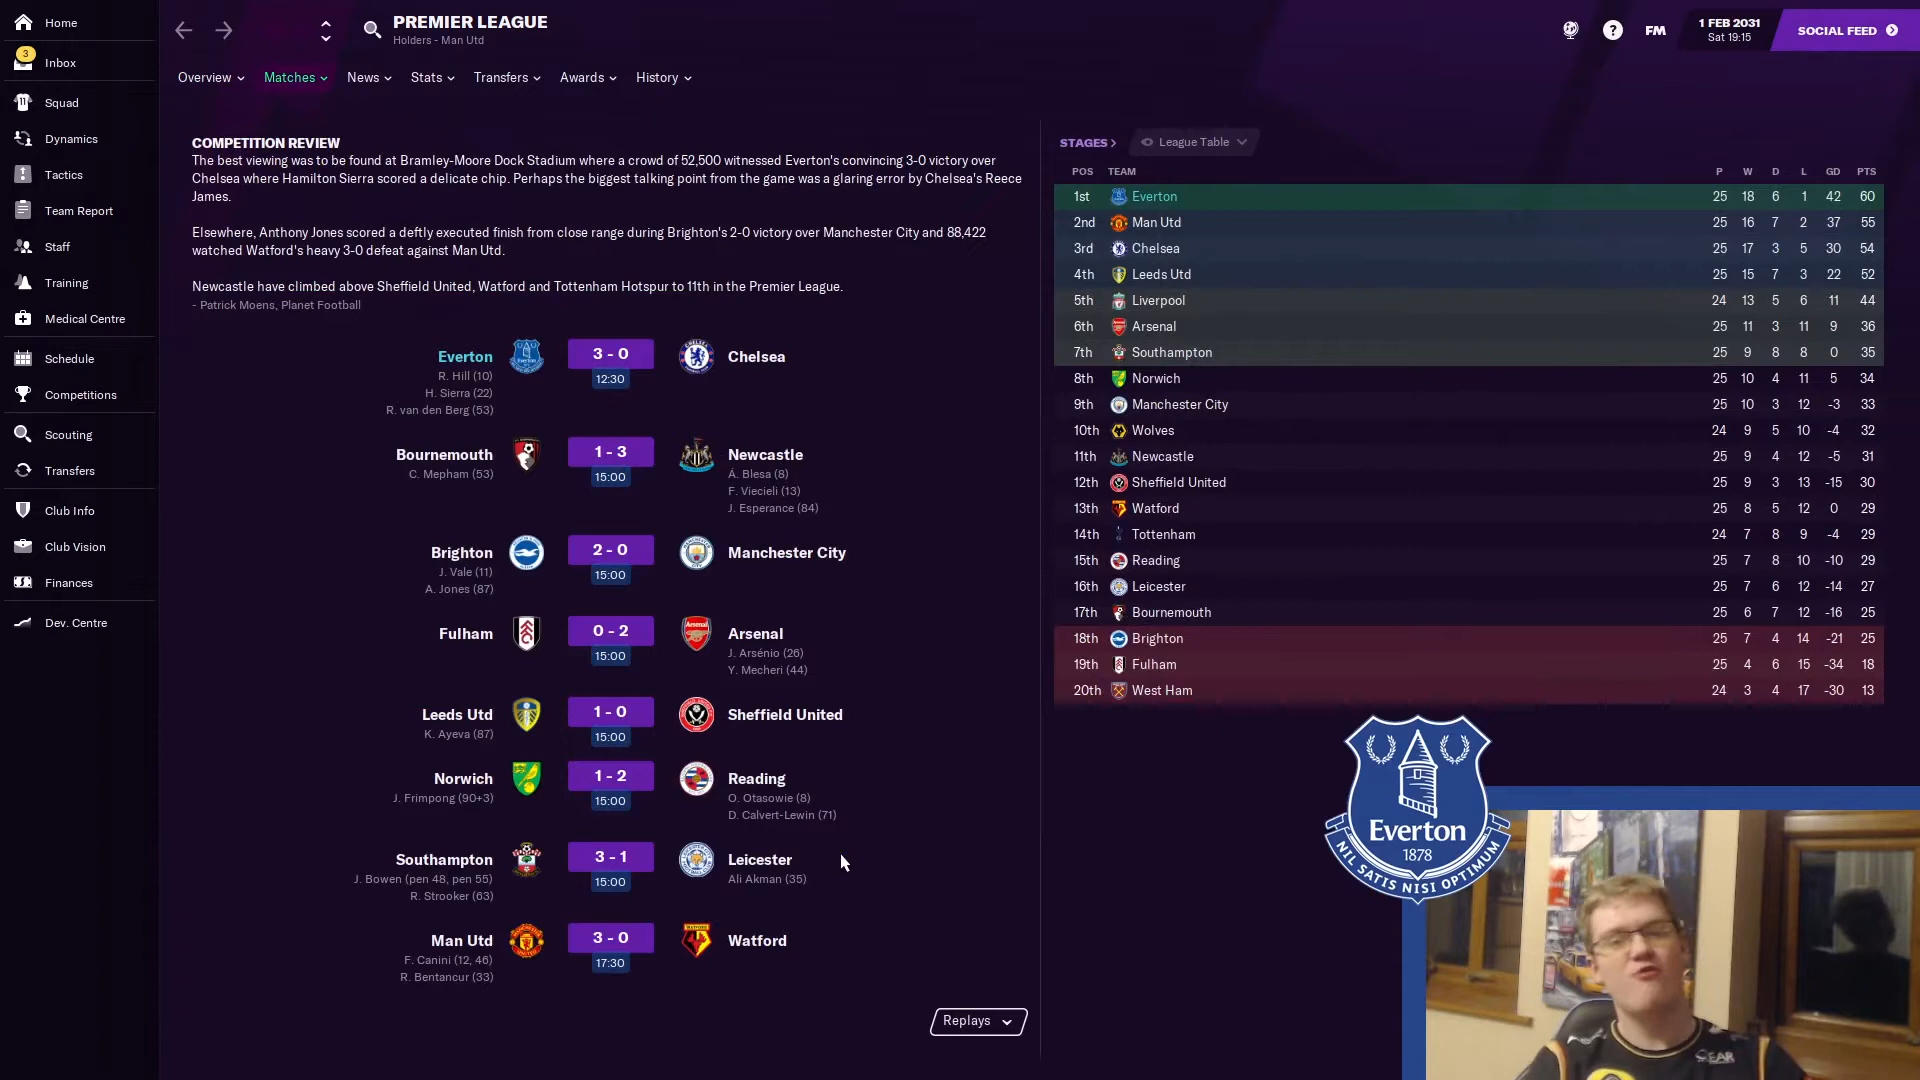 Home
3
Inbox
Squad
Dynamics
Tactics
Team Report
Staff
Training
Medical Centre
Schedule
Competitions
Scouting
Transfers
Club Info
Club Vision
Finances
Dev. Centre
PREMIER LEAGUE
Holders - Man Utd
? FM
1 FEB 2031
Sat 19:15
SOCIAL FEED
Overview Matches News Stats Transfers Awards History
COMPETITION REVIEW
The best viewing was to be found at Bramley-Moore Dock Stadium where a crowd of 52,500 witnessed Everton's convincing 3-0 victory over
Chelsea where Hamilton Sierra scored a delicate chip. Perhaps the biggest talking point from the game was a glaring error by Chelsea's Reece
James.
Elsewhere, Anthony Jones scored a deftly executed finish from close range during Brighton's 2-0 victory over Manchester City and 88,422
watched Watford's heavy 3-0 defeat against Man Utd.
Newcastle have climbed above Sheffield United, Watford and Tottenham Hotspur to 11th in the Premier League.
- Patrick Moens, Planet Football
Everton 3 - 0 Chelsea
R. Hill (10) 12:30
H. Sierra (22)
R. van den Berg (53)
Bournemouth 1 - 3 Newcastle
C. Mepham (53) 15:00 Á. Blesa (8)
F. Viecieli (13)
J. Esperance (84)
Brighton 2 - 0 Manchester City
J. Vale (11) 15:00
A. Jones (87)
Fulham 0 - 2 Arsenal
15:00 J. Arsénio (26)
Y. Mecheri (44)
Leeds Utd 1 - 0 Sheffield United
K. Ayeva (87) 15:00
Norwich 1 - 2 Reading
J. Frimpong (90+3) 15:00 O. Otasowie (8)
D. Calvert-Lewin (71)
Southampton 3 - 1 Leicester
J. Bowen (pen 48, pen 55) 15:00 Ali Akman (35)
R. Strooker (63)
Man Utd 3 - 0 Watford
F. Canini (12, 46) 17:30
R. Bentancur (33)
Replays
STAGES > League Table
POS TEAM P W D L GD PTS
1st Everton 25 18 6 1 42 60
2nd Man Utd 25 16 7 2 37 55
3rd Chelsea 25 17 3 5 30 54
4th Leeds Utd 25 15 7 3 22 52
5th Liverpool 24 13 5 6 11 44
6th Arsenal 25 11 3 11 9 36
7th Southampton 25 9 8 8 0 35
8th Norwich 25 10 4 11 5 34
9th Manchester City 25 10 3 12 -3 33
10th Wolves 24 9 5 10 -4 32
11th Newcastle 25 9 4 12 -5 31
12th Sheffield United 25 9 3 13 -15 30
13th Watford 25 8 5 12 0 29
14th Tottenham 24 7 8 9 -4 29
15th Reading 25 7 8 10 -10 29
16th Leicester 25 7 6 12 -14 27
17th Bournemouth 25 6 7 12 -16 25
18th Brighton 25 7 4 14 -21 25
19th Fulham 25 4 6 15 -34 18
20th West Ham 24 3 4 17 -30 13
Everton
1878
NIL SATIS NISI OPTIMUM